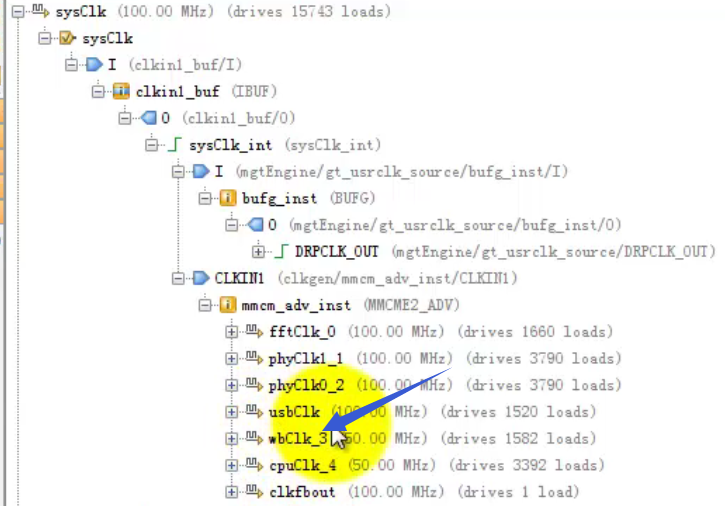 sysClk (100.00 MHz) (drives 15743 loads)
sysClk
I (clkin1_buf/I)
clkin1_buf (IBUF)
O (clkin1_buf/O)
sysClk_int (sysClk_int)
I (mgtEngine/gt_usrclk_source/bufg_inst/I)
bufg_inst (BUFG)
O (mgtEngine/gt_usrclk_source/bufg_inst/O)
DRPCLK_OUT (mgtEngine/gt_usrclk_source/DRPCLK_OUT)
CLKIN1 (clkgen/mmcm_adv_inst/CLKIN1)
mmcm_adv_inst (MMCME2_ADV)
fftClk_0 (100.00 MHz) (drives 1660 loads)
phyClk1_1 (100.00 MHz) (drives 3790 loads)
phyClk0_2 (100.00 MHz) (drives 3790 loads)
usbClk (100.00 MHz) (drives 1520 loads)
wbClk_3 (50.00 MHz) (drives 1582 loads)
cpuClk_4 (50.00 MHz) (drives 3392 loads)
clkfbout (100.00 MHz) (drives 1 load)